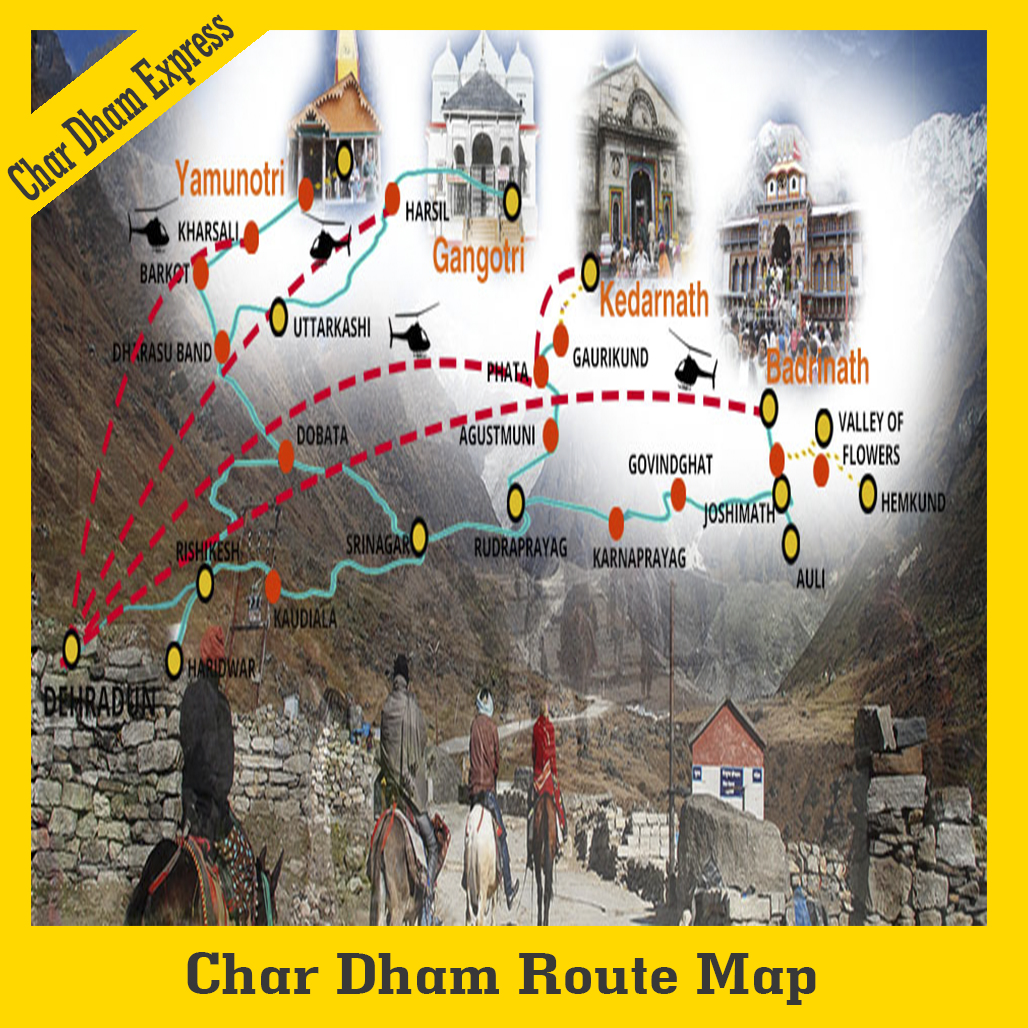 Char Dham Express
Yamunotri
KHARSALI
HARSIL
Gangotri
BARKOT
Kedarnath
UTTARKASHI
DHARASU BAND
GAURIKUND
PHATA
Badrinath
DOBATA
AGUSTMUNI
VALLEY OF
FLOWERS
GOVINDGHAT
HEMKUND
JOSHIMATH
RISHIKESH
SRINAGAR
RUDRAPRAYAG
KARNAPRAYAG
AULI
KAUDIALA
HARIDWAR
DEHRADUN
Char Dham Route Map